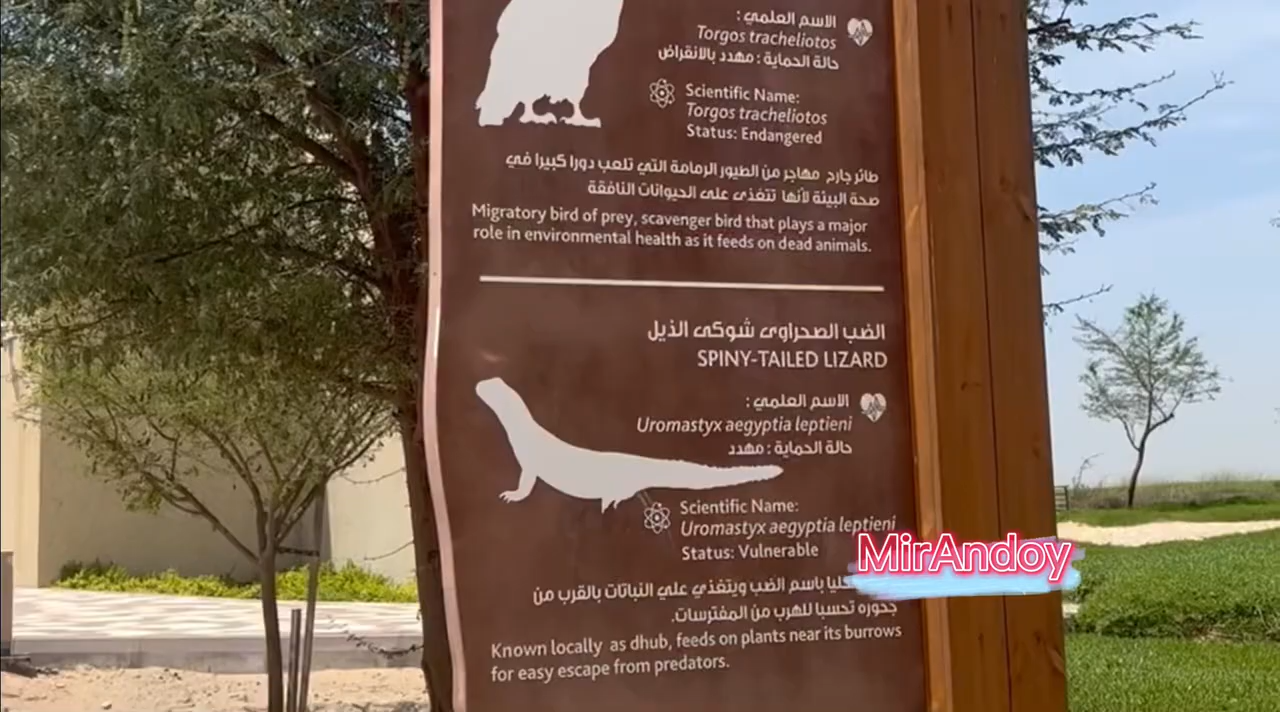 الاسم العلمي :
Torgos tracheliotos
حالة الحماية : مهدد بالانقراض
Scientific Name:
Torgos tracheliotos
Status: Endangered
طائر جارح مهاجر من الطيور الرمامة التي تلعب دورا كبيرا في
صحة البيئة لأنها تتغذى على الحيوانات النافقة
Migratory bird of prey, scavenger bird that plays a major
role in environmental health as it feeds on dead animals.
الضب الصحراوي شوكي الذيل
SPINY-TAILED LIZARD
الاسم العلمي :
Uromastyx aegyptia leptieni
حالة الحماية : مهدد
Scientific Name:
Uromastyx aegyptia leptieni
Status: Vulnerable
MirAndoy
باسم الضب ويتغذي علي النباتات بالقرب من
جحوره تحسبا للهرب من المفترسات.
Known locally as dhub, feeds on plants near its burrows
for easy escape from predators.